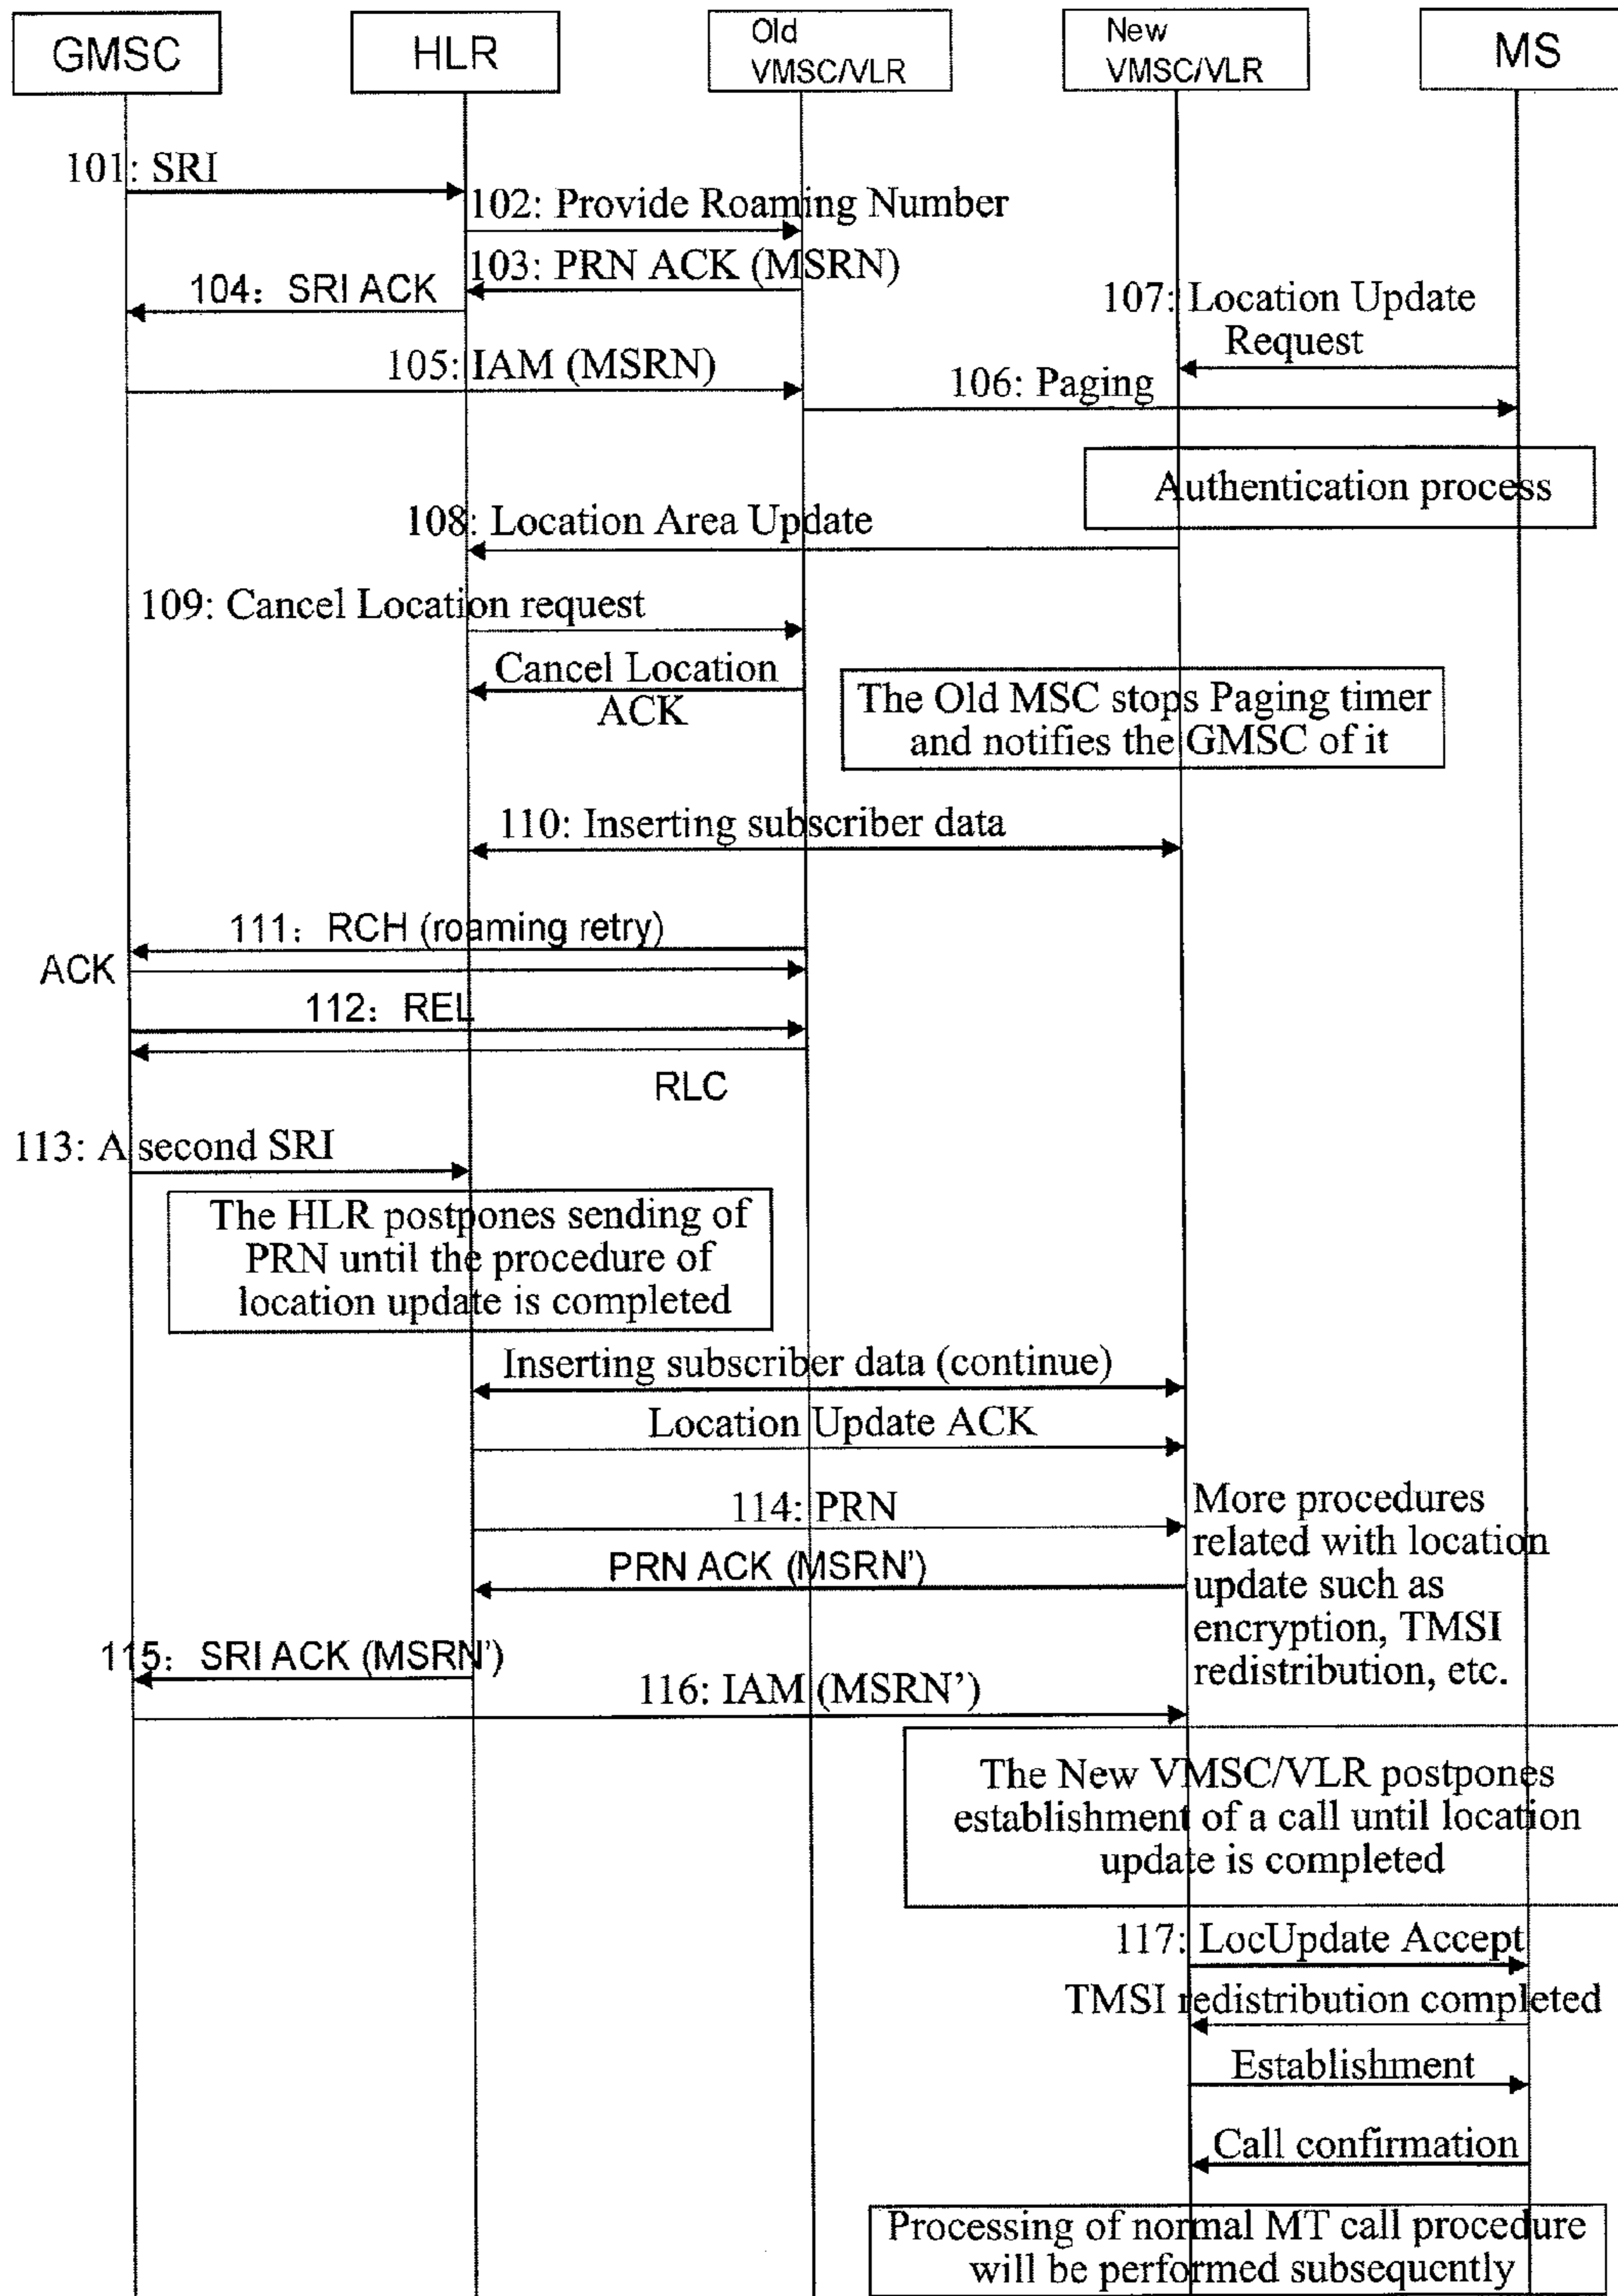 GMSC
HLR
Old
VMSC/VLR
New
VMSC/VLR
MS
101: SRI
102: Provide Roaming Number
103: PRN ACK (MSRN)
104: SRI ACK
107: Location Update
Request
105: IAM (MSRN)
106: Paging
Authentication process
108: Location Area Update
109: Cancel Location request
Cancel Location
ACK
The Old MSC stops Paging timer
and notifies the GMSC of it
110: Inserting subscriber data
111: RCH (roaming retry)
ACK
112: REL
RLC
113: A second SRI
The HLR postpones sending of
PRN until the procedure of
location update is completed
Inserting subscriber data (continue)
Location Update ACK
114: PRN
PRN ACK (MSRN')
More procedures
related with location
update such as
encryption, TMSI
redistribution, etc.
115: SRI ACK (MSRN')
116: IAM (MSRN')
The New VMSC/VLR postpones
establishment of a call until location
update is completed
117: LocUpdate Accept
TMSI redistribution completed
Establishment
Call confirmation
Processing of normal MT call procedure
will be performed subsequently